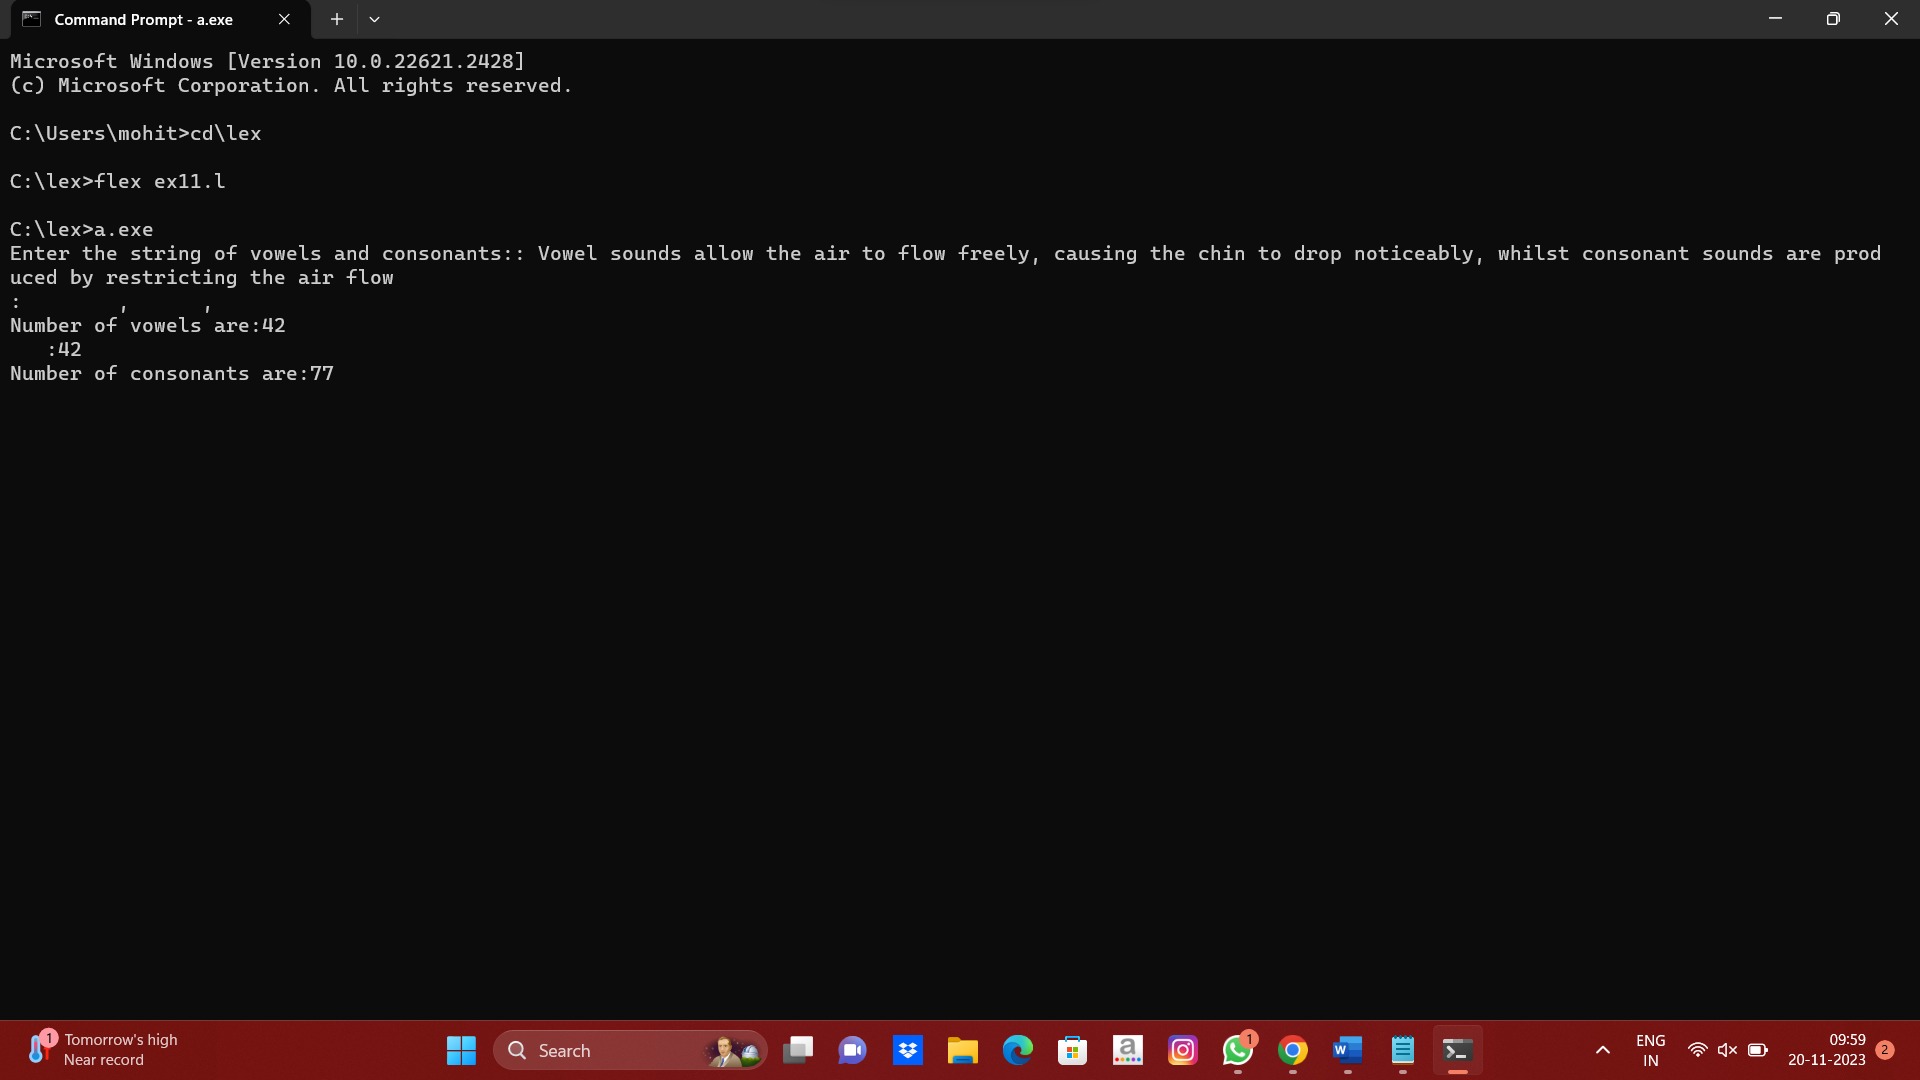 Command Prompt - a.exe
Microsoft Windows [Version 10.0.22621.2428]
(c) Microsoft Corporation. All rights reserved.
C:\Users\mohit>cd\lex
C:\lex>flex ex11.l
C:\lex>a.exe
Enter the string of vowels and consonants:: Vowel sounds allow the air to flow freely, causing the chin to drop noticeably, whilst consonant sounds are prod
uced by restricting the air flow
: , ,
Number of vowels are:42
:42
Number of consonants are:77
1 Tomorrow's high
Near record
Search
a
1
W
ENG
IN
09:59
20-11-2023
2